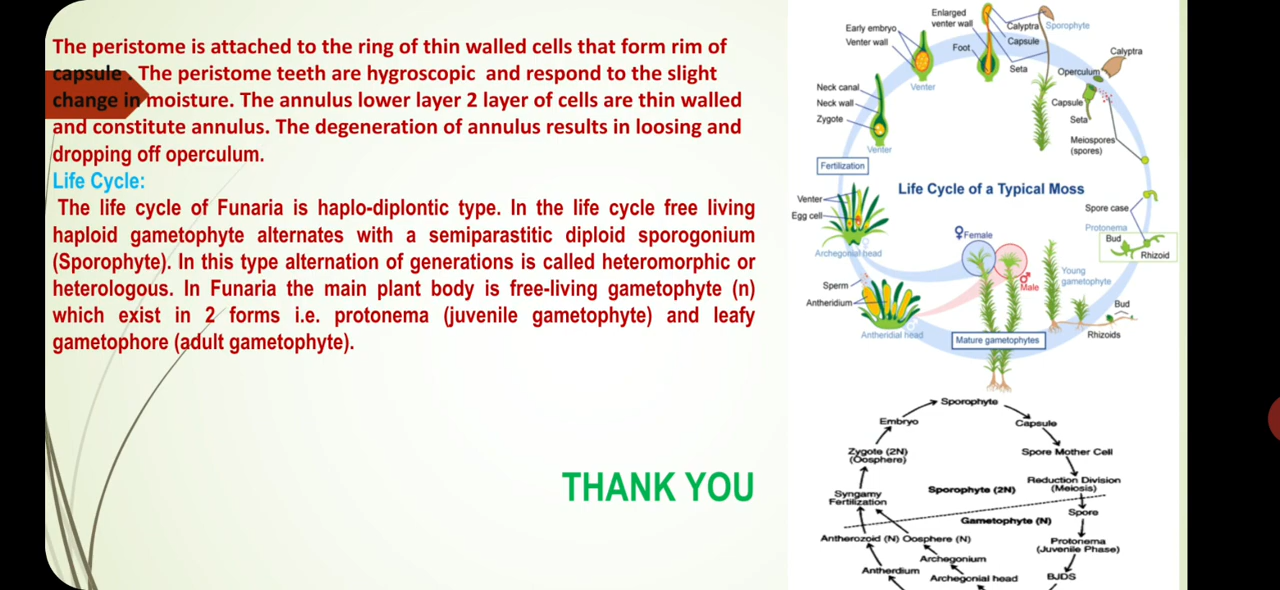 The peristome is attached to the ring of thin walled cells that form rim of
capsule . The peristome teeth are hygroscopic and respond to the slight
change in moisture. The annulus lower layer 2 layer of cells are thin walled
and constitute annulus. The degeneration of annulus results in loosing and
dropping off operculum.
Life Cycle:
The life cycle of Funaria is haplo-diplontic type. In the life cycle free living
haploid gametophyte alternates with a semiparastitic diploid sporogonium
(Sporophyte). In this type alternation of generations is called heteromorphic or
heterologous. In Funaria the main plant body is free-living gametophyte (n)
which exist in 2 forms i.e. protonema (juvenile gametophyte) and leafy
gametophore (adult gametophyte).
THANK YOU
Early embryo
Venter wall
Venter
Enlarged
venter wall
Foot
Calyptra
Sporophyte
Capsule
Seta
Calyptra
Operculum
Capsule
Seta
Meiospores
(spores)
Neck canal
Neck wall
Zygote
Venter
Fertilization
Life Cycle of a Typical Moss
Venter
Egg cell
Archegonial head
Spore case
Protonema
Bud
Rhizoid
♀Female
♂
Male
Young
gametophyte
Bud
Rhizoids
Sperm
Antheridium
Antheridial head
Mature gametophytes
Sporophyte
Embryo
Capsule
Zygote (2N)
(Oosphere)
Spore Mother Cell
Reduction Division
(Meiosis)
Sporophyte (2N)
Syngamy
Fertilization
Spore
Gametophyte (N)
Antherozoid (N) Oosphere (N)
Protonema
(Juvenile Phase)
Archegonium
Antherdium
Archegonial head
BJDS